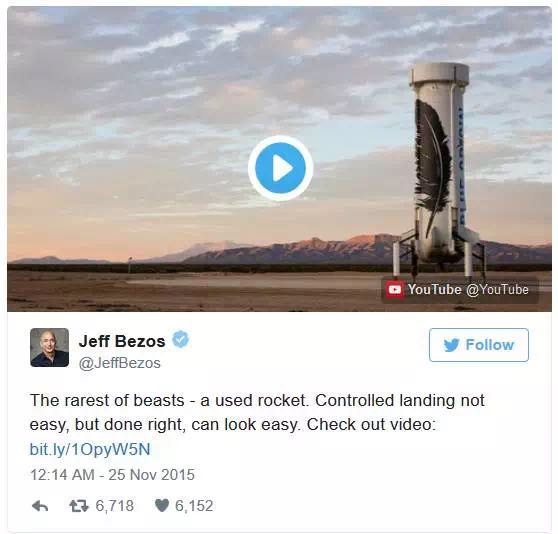 BLUE ORIGIN
YouTube @YouTube
Jeff Bezos
@JeffBezos
Follow
The rarest of beasts - a used rocket. Controlled landing not
easy, but done right, can look easy. Check out video:
bit.ly/1OpyW5N
12:14 AM - 25 Nov 2015
6,718 6,152